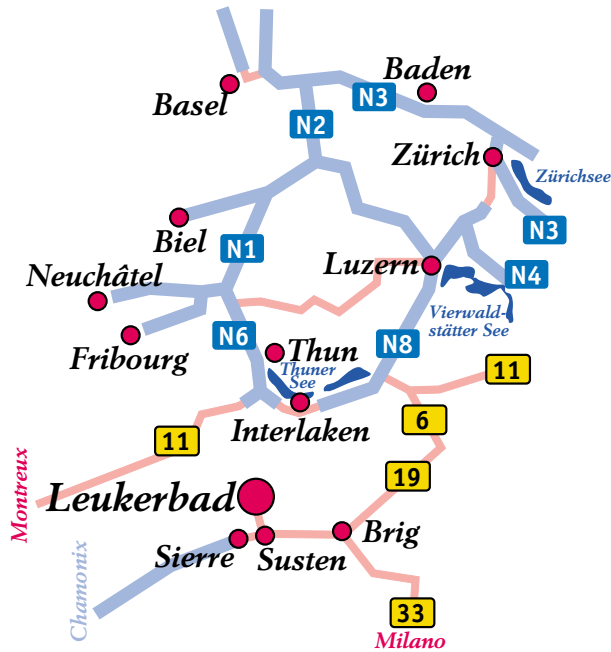 Baden
N3
Basel
N2
Zürich
Zürichsee
Biel
N3
N1
Luzern
Neuchâtel
N4
Vierwald-
stätter See
N6
Thun
N8
Fribourg
Thuner
See
11
6
Interlaken
11
19
Montreux
Leukerbad
Brig
Sierre
Susten
Chamonix
33
Milano